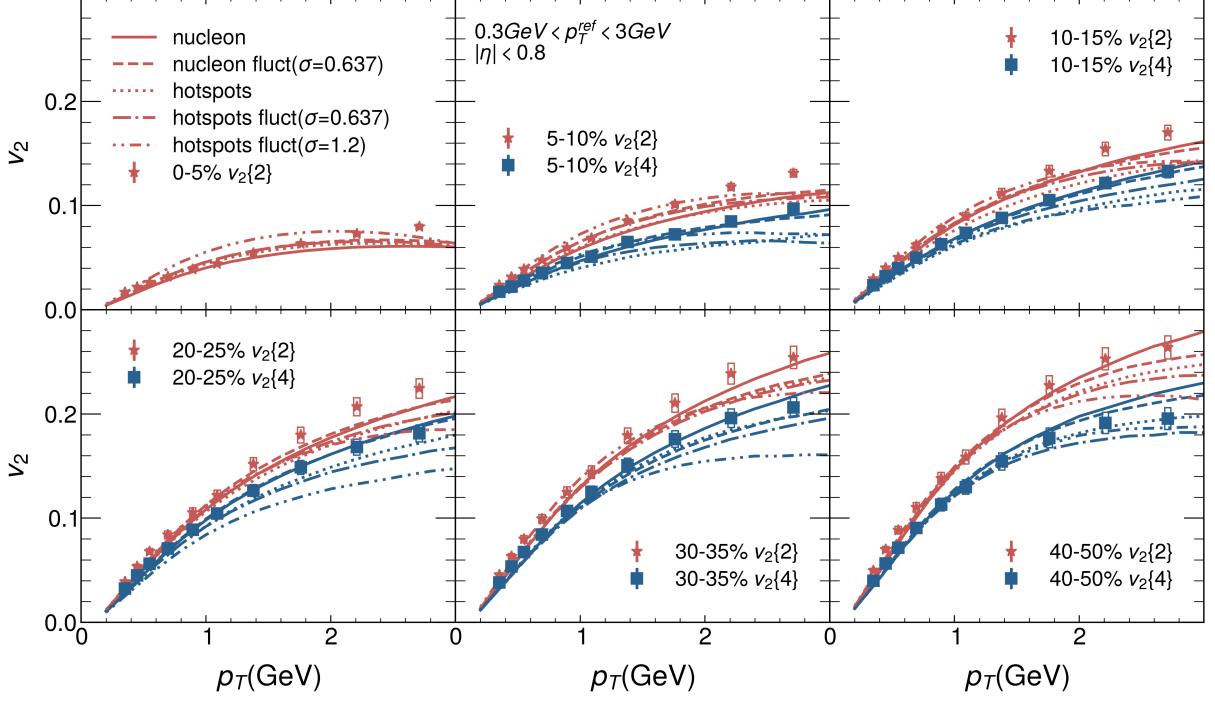 nucleon
nucleon fluct(σ=0.637)
hotspots
hotspots fluct(σ=0.637)
hotspots fluct(σ=1.2)
0-5% v₂{2}
0.3GeV < p_T^ref < 3GeV
|η| < 0.8
5-10% v₂{2}
5-10% v₂{4}
10-15% v₂{2}
10-15% v₂{4}
v₂
0.2
0.1
0.0
20-25% v₂{2}
20-25% v₂{4}
30-35% v₂{2}
30-35% v₂{4}
40-50% v₂{2}
40-50% v₂{4}
v₂
0.2
0.1
0.0
0 1 2 0 1 2 0 1 2
p_T(GeV) p_T(GeV) p_T(GeV)